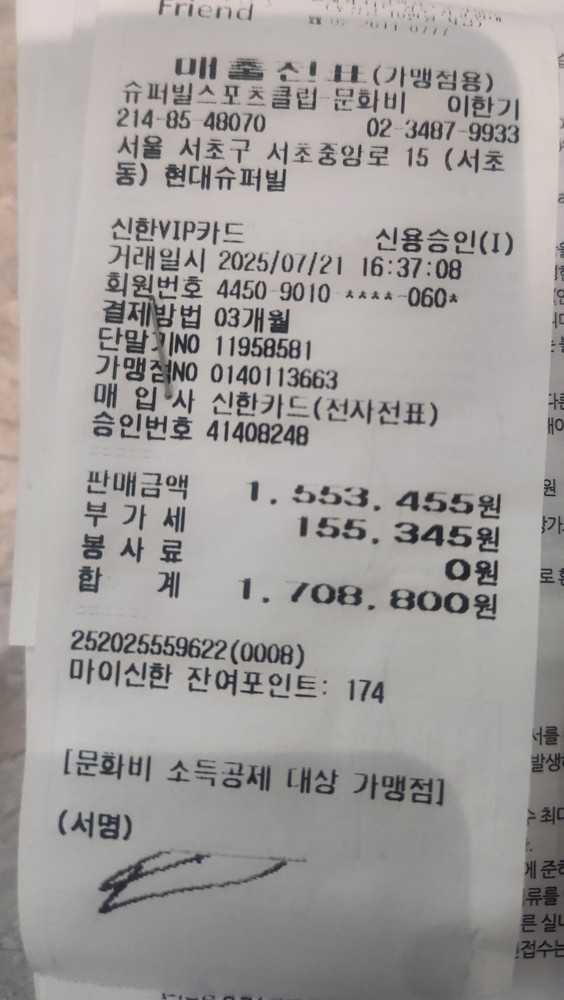 Friend
매출전표(가맹점용)
슈퍼빌스포츠클럽-문화비 이한기
214-85-48070 02-3487-9933
서울 서초구 서초중앙로 15 (서초
동) 현대슈퍼빌
신한VIP카드 신용승인(I)
거래일시 2025/07/21 16:37:08
회원번호 4450-9010-****-060*
결제방법 03개월
단말기NO 11958581
가맹점NO 0140113663
매 입 사 신한카드(전자전표)
승인번호 41408248
판매금액 1,553,455원
부 가 세 155,345원
봉 사 료 0원
합 계 1,708,800원
252025559622(0008)
마이신한 잔여포인트: 174
[문화비 소득공제 대상 가맹점]
(서명)